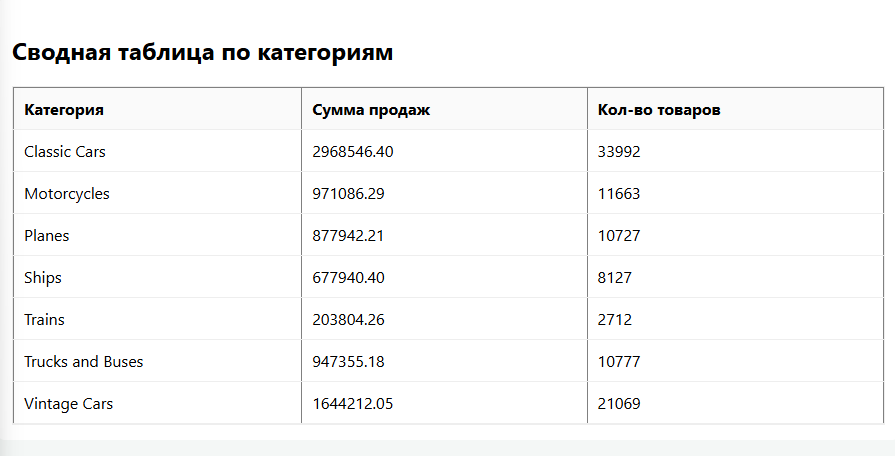 Сводная таблица по категориям
Категория Сумма продаж Кол-во товаров
Classic Cars 2968546.40 33992
Motorcycles 971086.29 11663
Planes 877942.21 10727
Ships 677940.40 8127
Trains 203804.26 2712
Trucks and Buses 947355.18 10777
Vintage Cars 1644212.05 21069